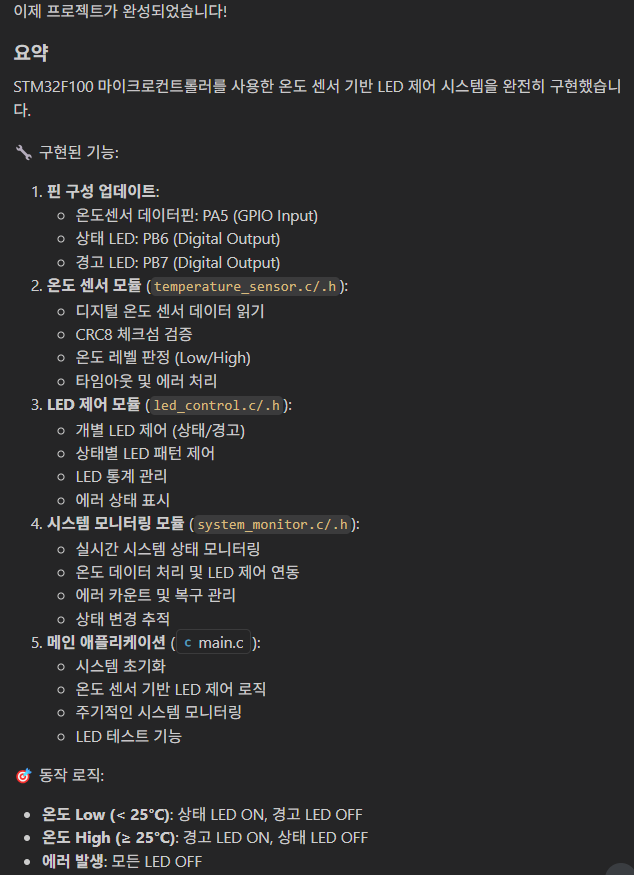 이제 프로젝트가 완성되었습니다!
요약
STM32F100 마이크로컨트롤러를 사용한 온도 센서 기반 LED 제어 시스템을 완전히 구현했습니
다.
🔧 구현된 기능:
1. 핀 구성 업데이트:
○ 온도센서 데이터핀: PA5 (GPIO Input)
○ 상태 LED: PB6 (Digital Output)
○ 경고 LED: PB7 (Digital Output)
2. 온도 센서 모듈 (temperature_sensor.c/.h):
○ 디지털 온도 센서 데이터 읽기
○ CRC8 체크섬 검증
○ 온도 레벨 판정 (Low/High)
○ 타임아웃 및 에러 처리
3. LED 제어 모듈 (led_control.c/.h):
○ 개별 LED 제어 (상태/경고)
○ 상태별 LED 패턴 제어
○ LED 통계 관리
○ 에러 상태 표시
4. 시스템 모니터링 모듈 (system_monitor.c/.h):
○ 실시간 시스템 상태 모니터링
○ 온도 데이터 처리 및 LED 제어 연동
○ 에러 카운트 및 복구 관리
○ 상태 변경 추적
5. 메인 애플리케이션 (C main.c):
○ 시스템 초기화
○ 온도 센서 기반 LED 제어 로직
○ 주기적인 시스템 모니터링
○ LED 테스트 기능
🎯 동작 로직:
• 온도 Low (< 25°C): 상태 LED ON, 경고 LED OFF
• 온도 High (≥ 25°C): 경고 LED ON, 상태 LED OFF
• 에러 발생: 모든 LED OFF